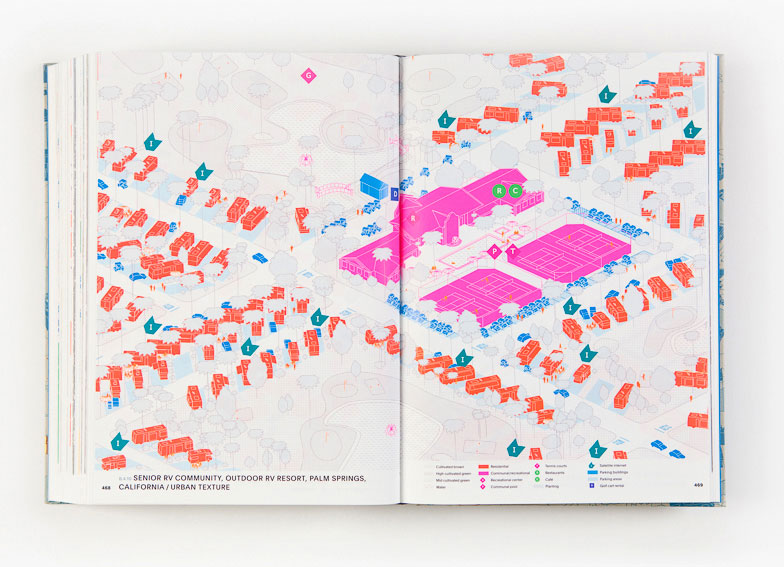 G
I
I
I
I
I
D
R
R
C
P
T
I
I
I
I
I
I
I
I
I
468
SENIOR RV COMMUNITY, OUTDOOR RV RESORT, PALM SPRINGS,
CALIFORNIA / URBAN TEXTURE
Cultivated brown
High cultivated green
Mid cultivated green
Water
Residential
Communal/recreational
Recreational center
Communal pool
Tennis courts
Restaurants
Café
Planting
Satellite internet
Parking buildings
Parking areas
Golf cart rental
469